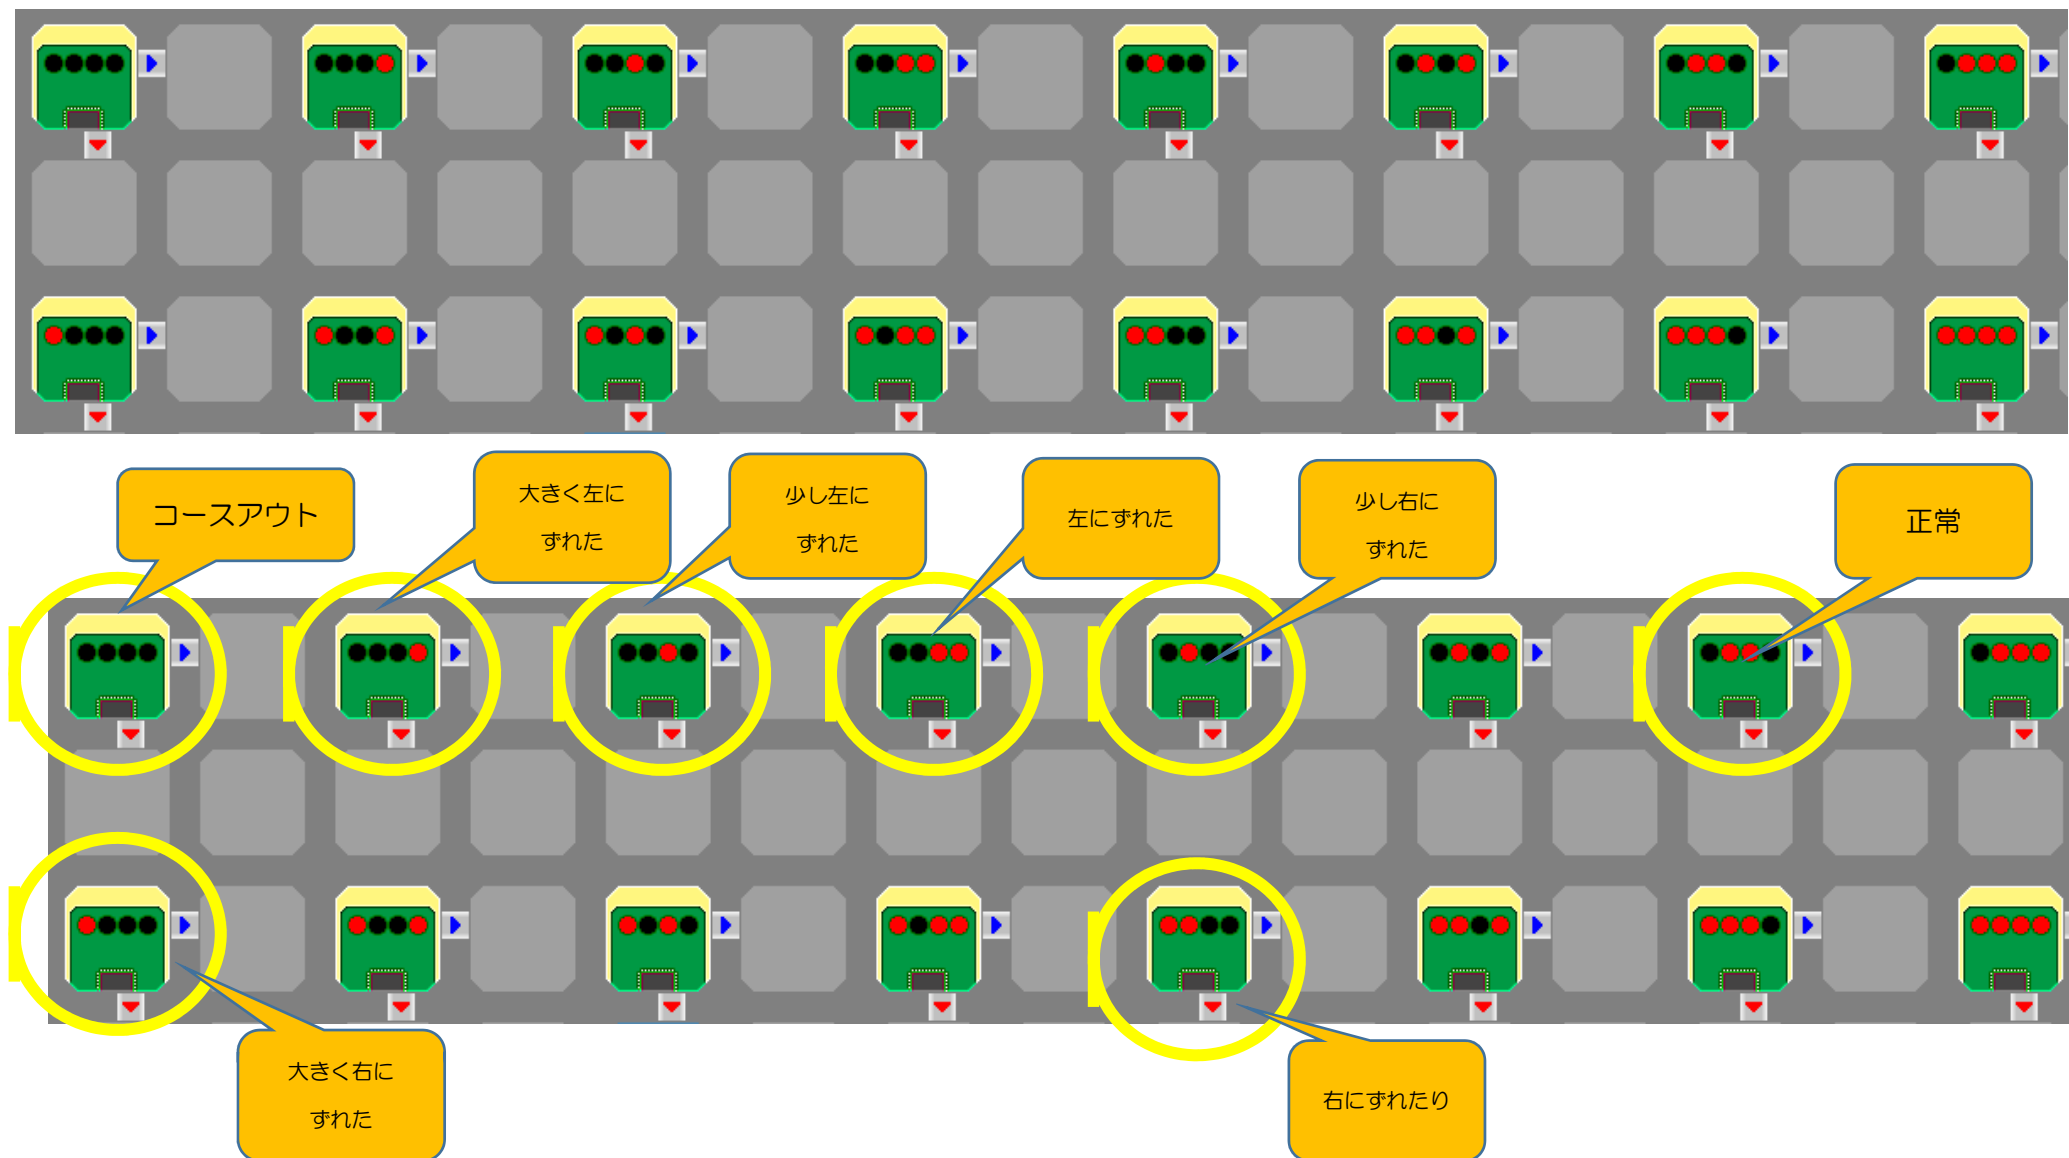 コースアウト
大きく左に
ずれた
少し左に
ずれた
左にずれた
少し右に
ずれた
正常
大きく右に
ずれた
右にずれたり